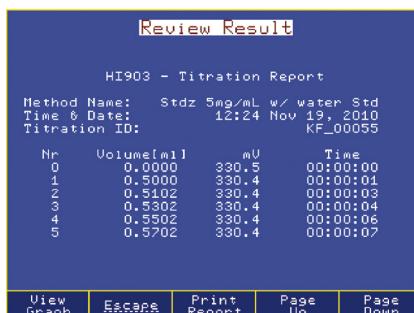 Review Result
HI903 - Titration Report
Method Name: Stdz 5mg/mL w/ water Std
Time & Date: 12:24 Nov 19, 2010
Titration ID: KF_00055
Nr Volume[ml] mV Time
0 0.0000 330.5 00:00:00
1 0.5000 330.4 00:00:01
2 0.5102 330.4 00:00:03
3 0.5302 330.4 00:00:04
4 0.5502 330.4 00:00:06
5 0.5702 330.4 00:00:07
View Escape Print Page Page
Graph Report Up Down